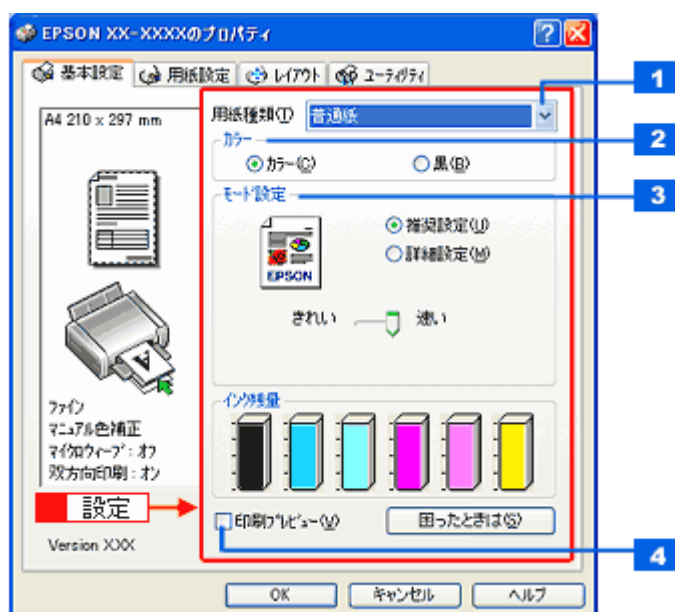 EPSON XX-XXXXのプロパティ
基本設定
用紙設定
レイアウト
ユーティリティ
A4 210 x 297 mm
用紙種類(T)
普通紙
1
カラー
2
カラー(C)
黒(B)
モード設定
3
推奨設定(U)
詳細設定(M)
EPSON
きれい
速い
ファイン
マニュアル色補正
マイクロウィーブ：オフ
双方向印刷：オン
インク残量
設定
印刷プレビュー(V)
困ったときは(S)
Version XXX
4
OK
キャンセル
ヘルプ